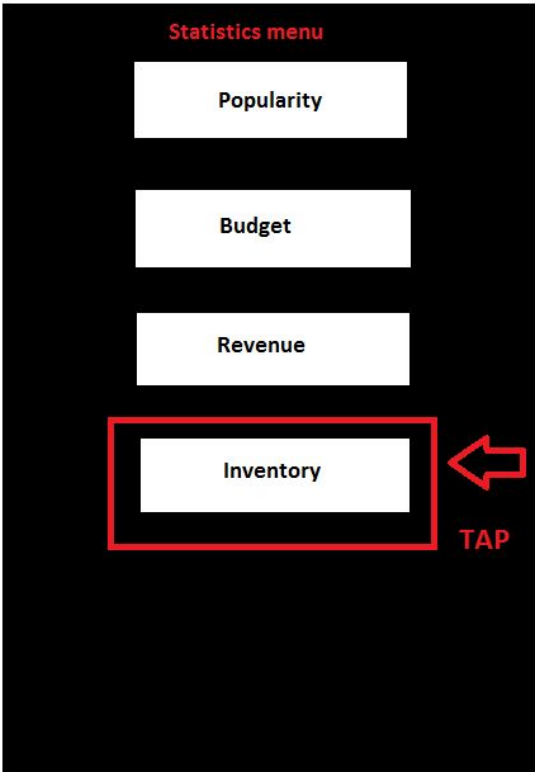 Statistics menu
Popularity
Budget
Revenue
Inventory
TAP